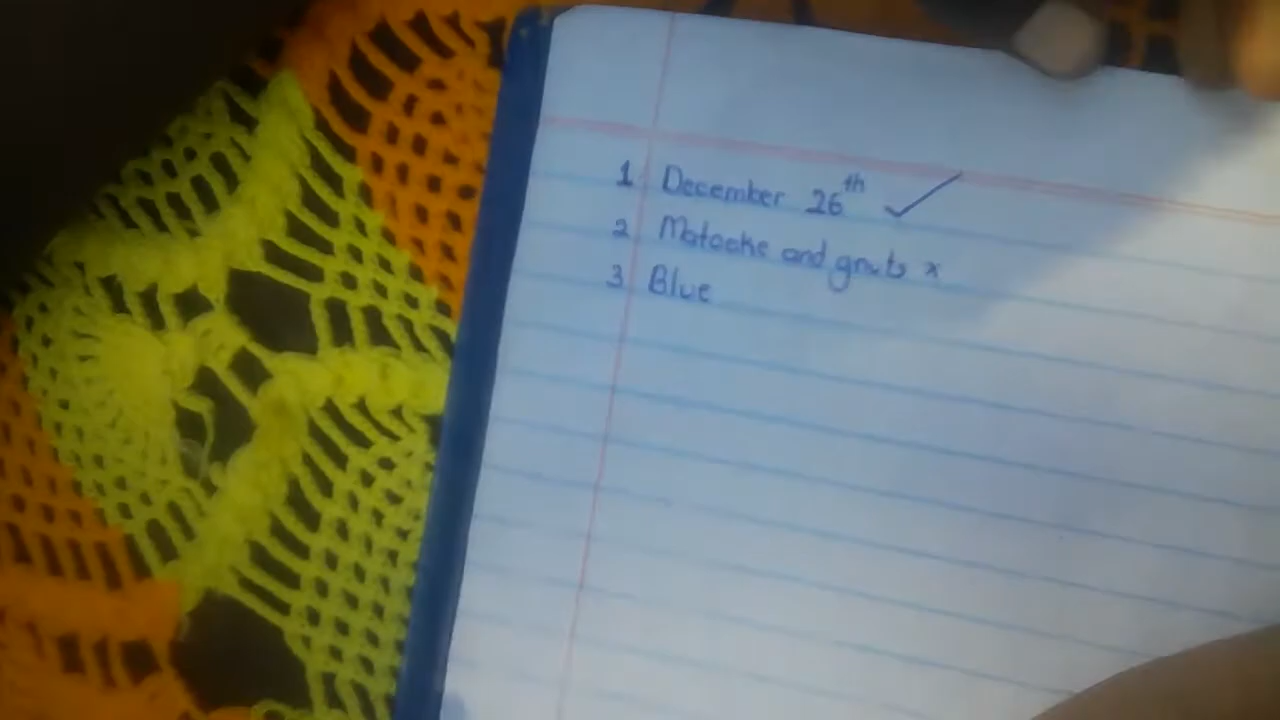 1 December 26th ✓
2 Matooke and gnuts x
3 Blue